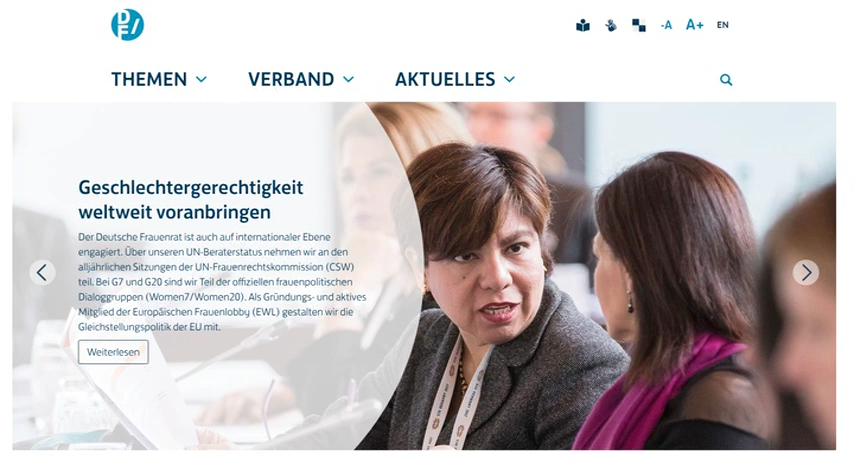 DF/
-A
A+
EN
THEMEN
VERBAND
AKTUELLES
Geschlechtergerechtigkeit
weltweit voranbringen
Der Deutsche Frauenrat ist auch auf internationaler Ebene
engagiert. Über unseren UN-Beraterstatus nehmen wir an den
alljährlichen Sitzungen der UN-Frauenrechtskommission (CSW)
teil. Bei G7 und G20 sind wir Teil der offiziellen frauenpolitischen
Dialoggruppen (Women7/Women20). Als Gründungs- und aktives
Mitglied der Europäischen Frauenlobby (EWL) gestalten wir die
Gleichstellungspolitik der EU mit.
Weiterlesen